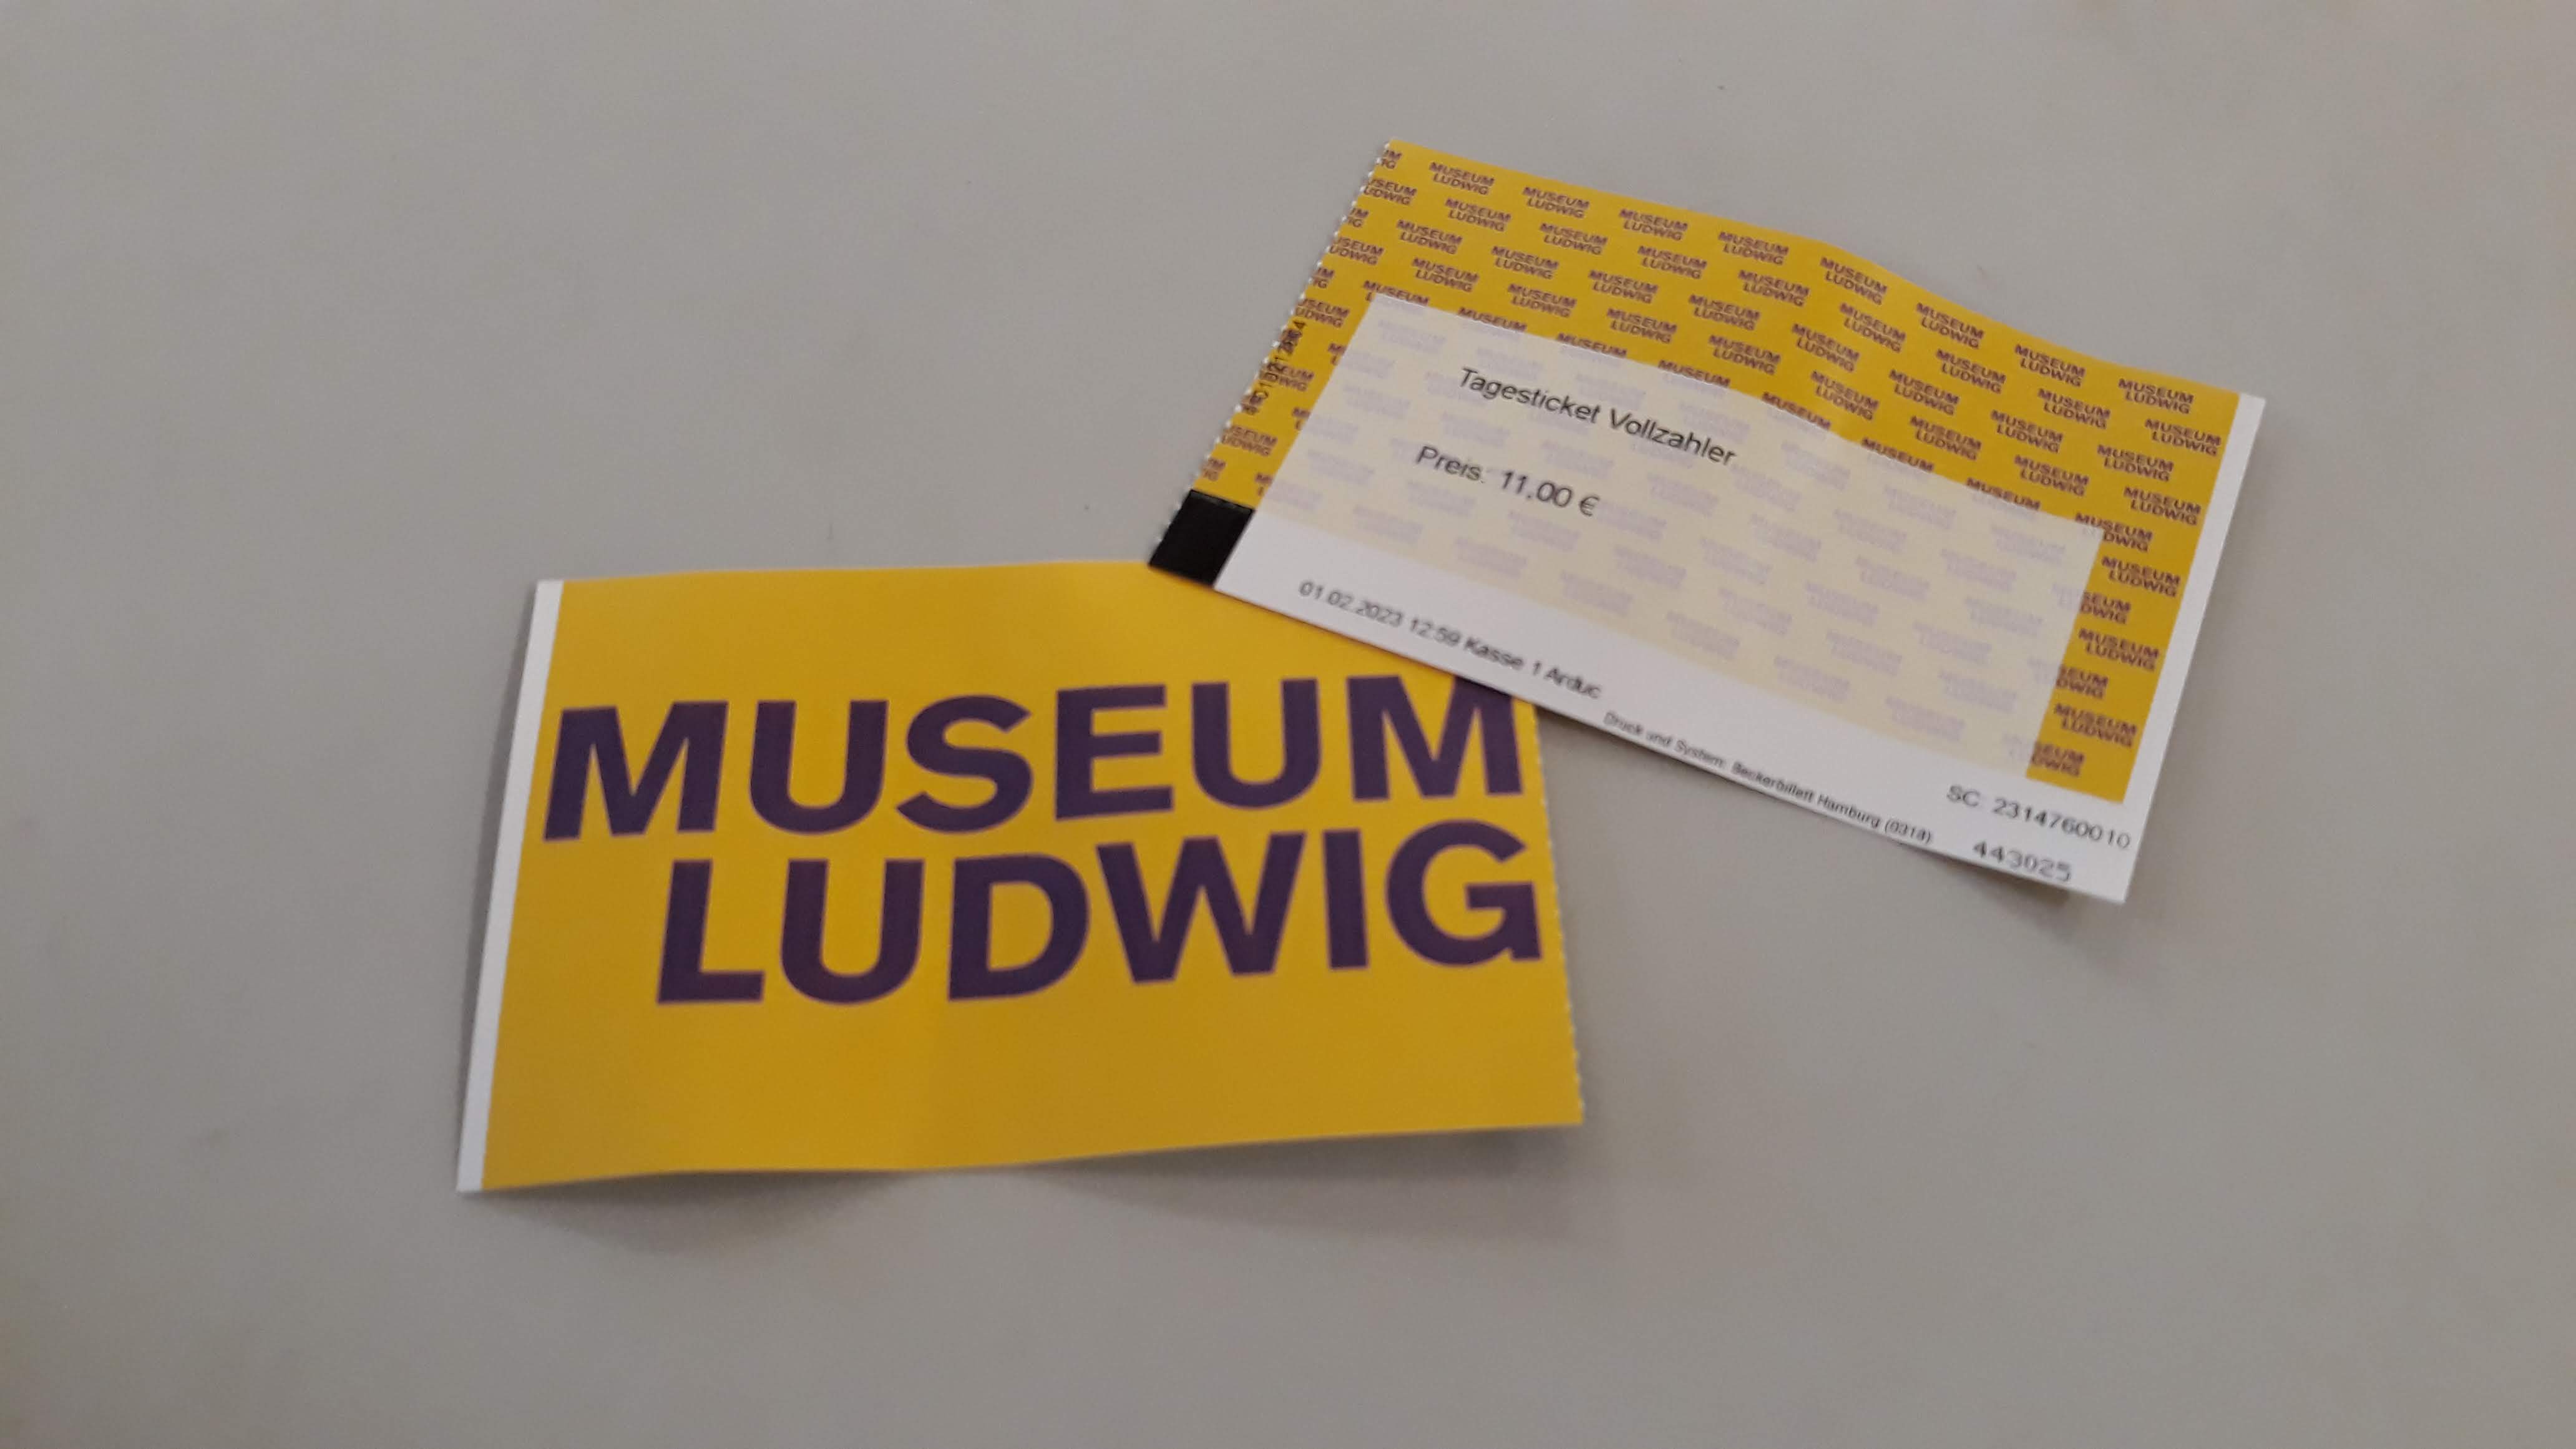 MUSEUM
LUDWIG
Tagesticket Vollzahler
Preis: 11,00 €
01.02.2023 12:59 Kasse 1 Arduc
Druck und System: Beckerbillett Hamburg (0318)
SC: 2314760010
443025